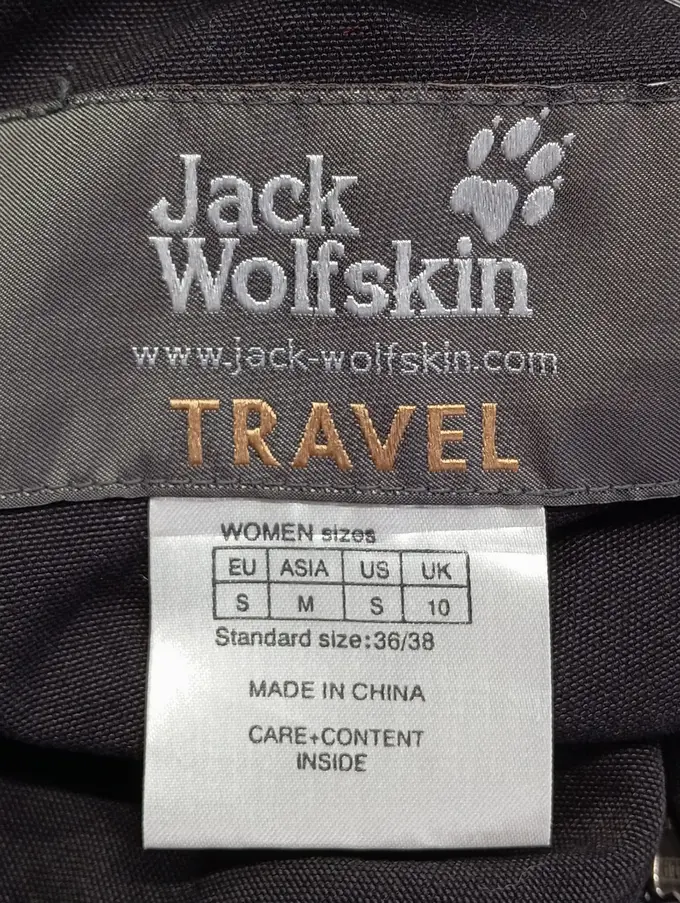 Jack
Wolfskin
www.jack-wolfskin.com
TRAVEL
WOMEN sizes
EU ASIA US UK
S M S 10
Standard size:36/38
MADE IN CHINA
CARE+CONTENT
INSIDE